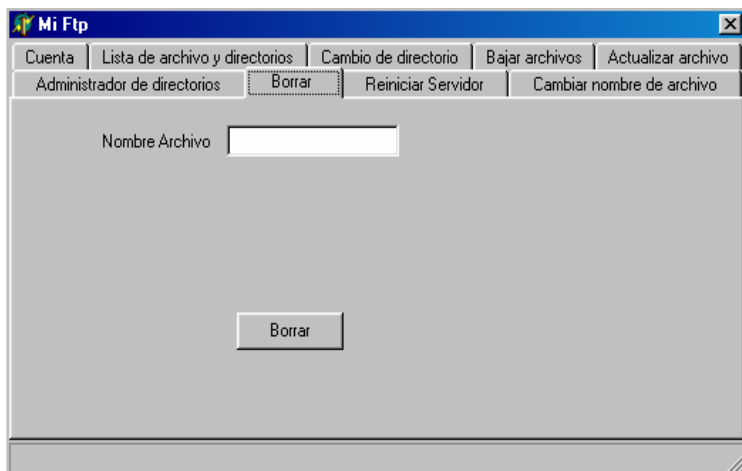 Mi Ftp
Cuenta Lista de archivo y directorios Cambio de directorio Bajar archivos Actualizar archivo
Administrador de directorios Borrar Reiniciar Servidor Cambiar nombre de archivo
Nombre Archivo
Borrar